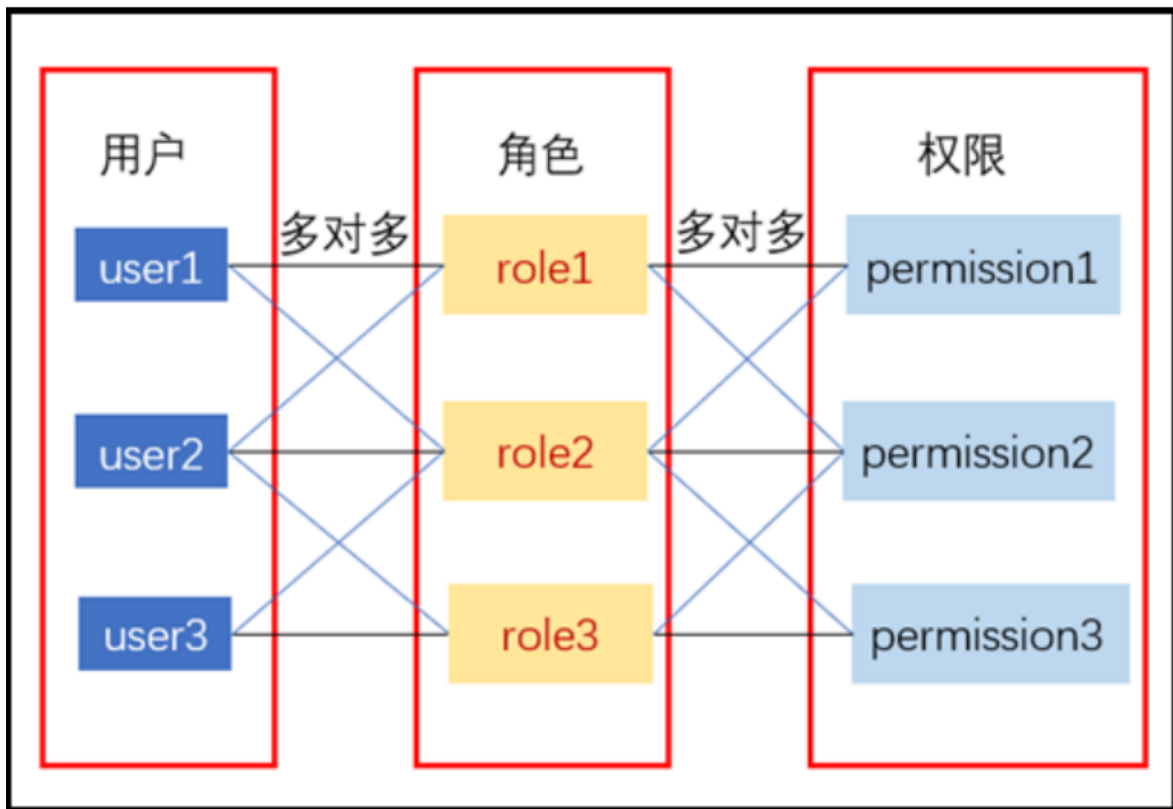 用户
角色
权限
多对多
多对多
user1
role1
permission1
user2
role2
permission2
user3
role3
permission3